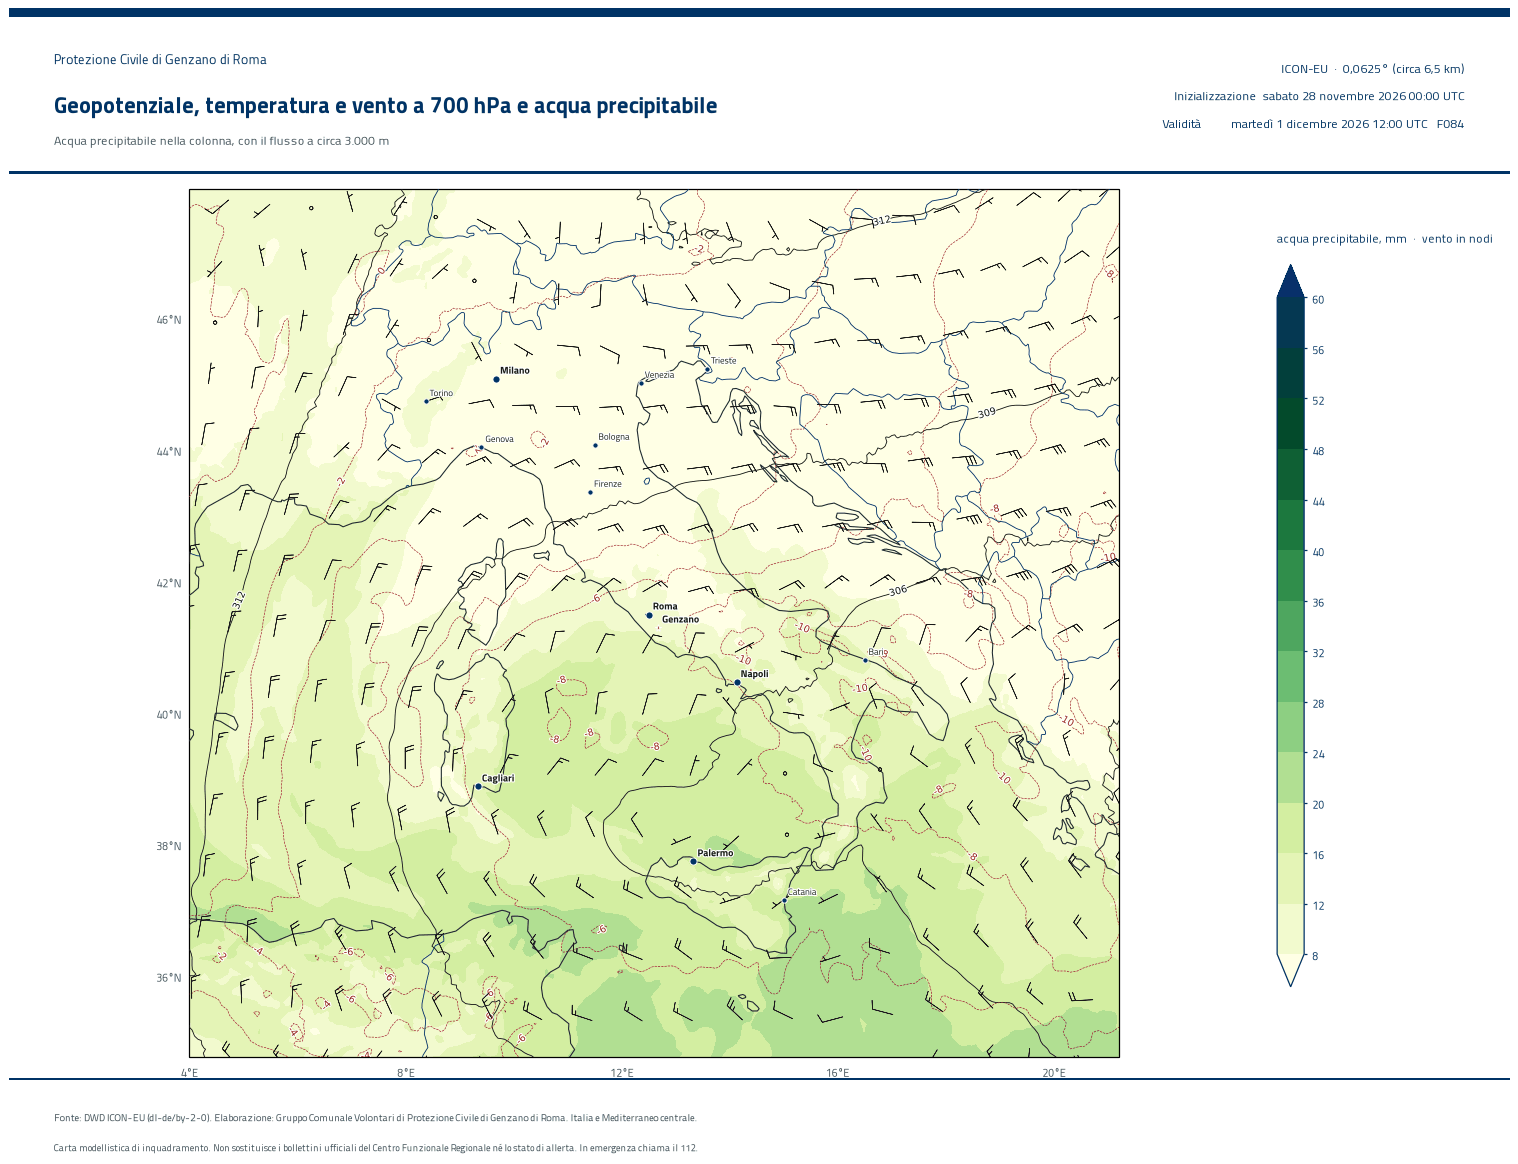 Protezione Civile di Genzano di Roma
Geopotenziale, temperatura e vento a 700 hPa e acqua precipitabile
Acqua precipitabile nella colonna, con il flusso a circa 3.000 m
ICON-EU · 0,0625° (circa 6,5 km)
Inizializzazione sabato 28 novembre 2026 00:00 UTC
Validità martedì 1 dicembre 2026 12:00 UTC F084
acqua precipitabile, mm · vento in nodi
60
56
52
48
44
40
36
32
28
24
20
16
12
8
46°N
44°N
42°N
40°N
38°N
36°N
4°E
8°E
12°E
16°E
20°E
312
309
306
312
Milano
Torino
Venezia
Trieste
Genova
Bologna
Firenze
Roma
Genzano
Napoli
Bari
Cagliari
Palermo
Catania
Fonte: DWD ICON-EU (dl-de/by-2-0). Elaborazione: Gruppo Comunale Volontari di Protezione Civile di Genzano di Roma. Italia e Mediterraneo centrale.
Carta modellistica di inquadramento. Non sostituisce i bollettini ufficiali del Centro Funzionale Regionale né lo stato di allerta. In emergenza chiama il 112.